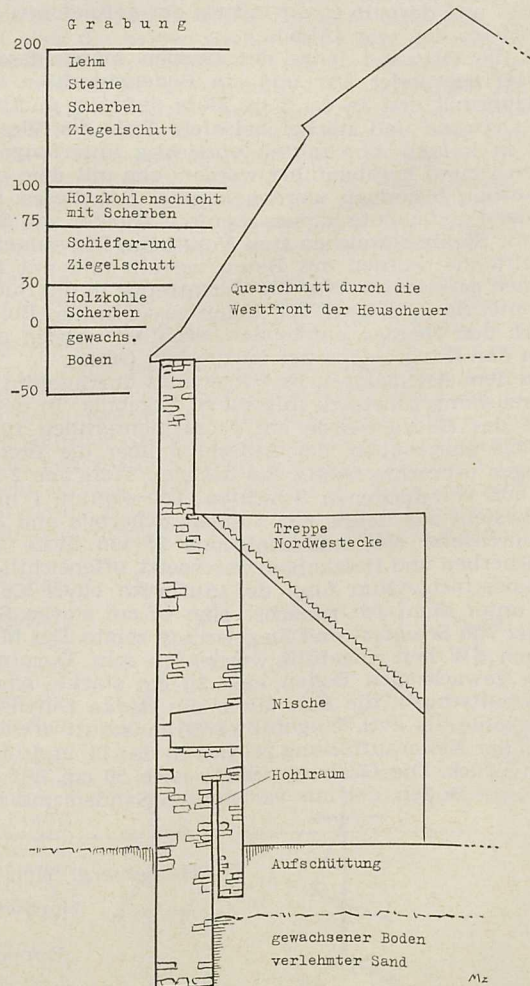 Grabung
200
Lehm
Steine
Scherben
Ziegelschutt
100
Holzkohlenschicht
mit Scherben
75
Schiefer-und
Ziegelschutt
30
Holzkohle
Scherben
0
gewachs.
Boden
-50
Querschnitt durch die
Westfront der Heuscheuer
Treppe
Nordwestecke
Nische
Hohlraum
Aufschüttung
gewachsener Boden
verlehmter Sand
Mz